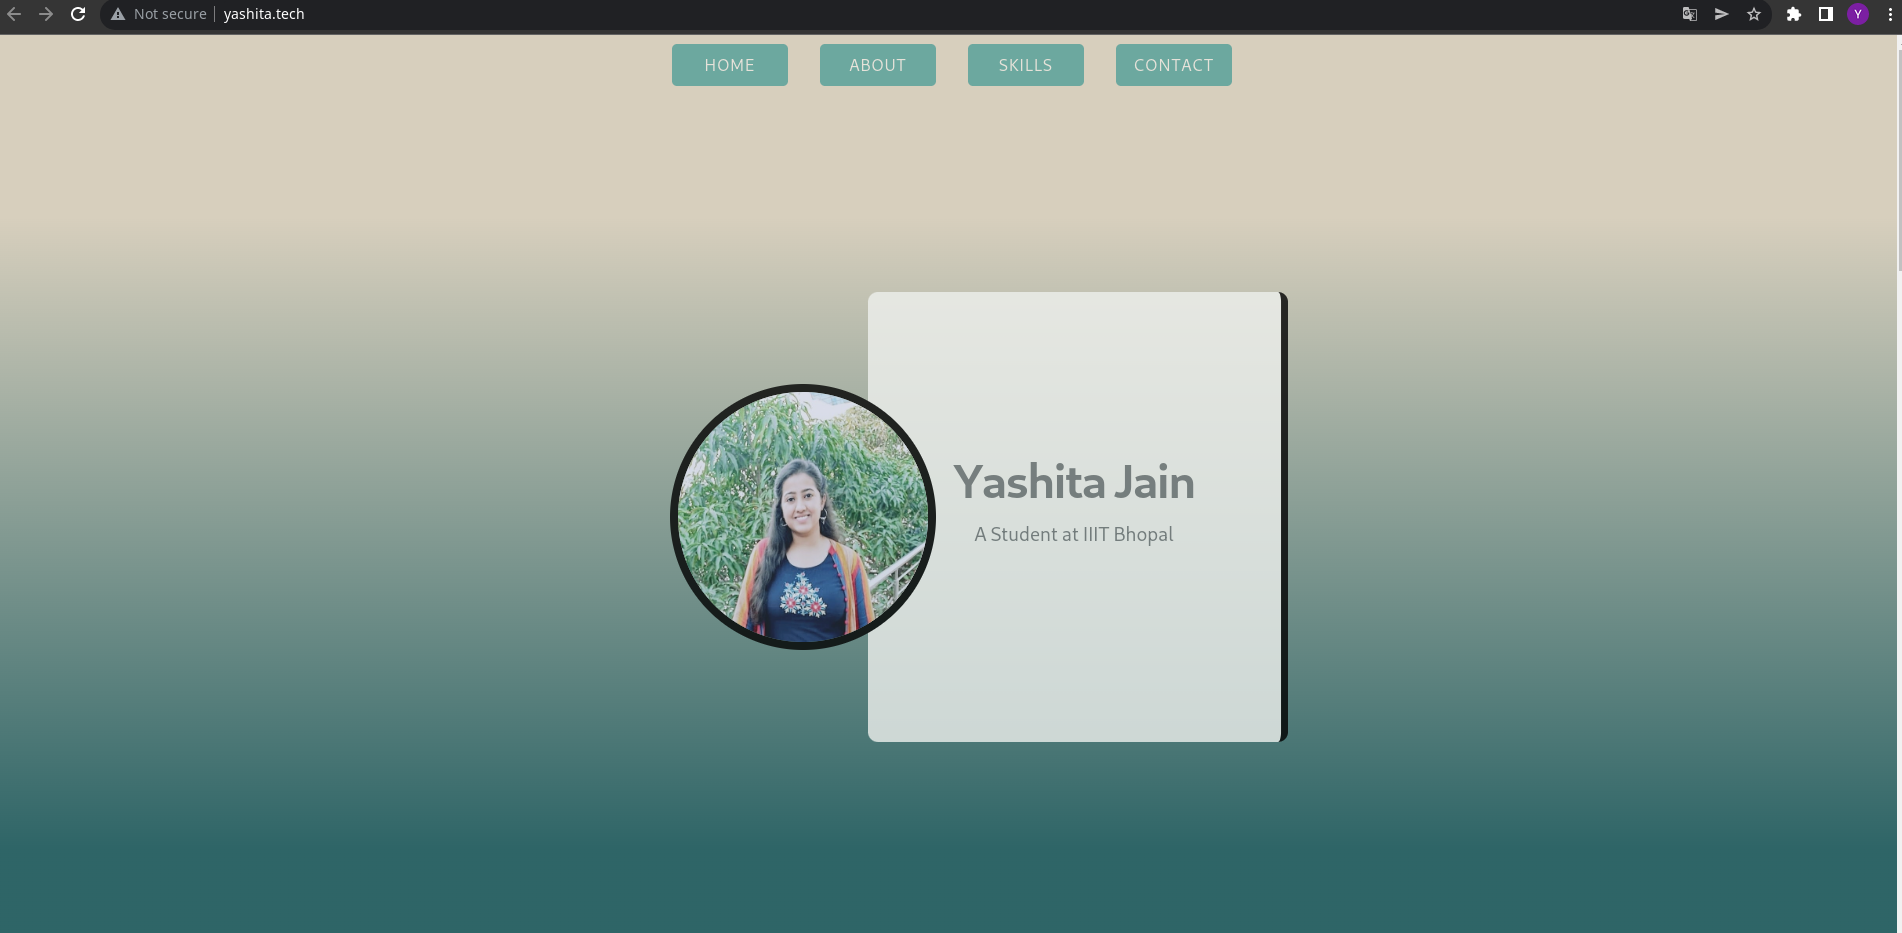 Not secure
yashita.tech
Y
HOME
ABOUT
SKILLS
CONTACT
Yashita Jain
A Student at IIIT Bhopal